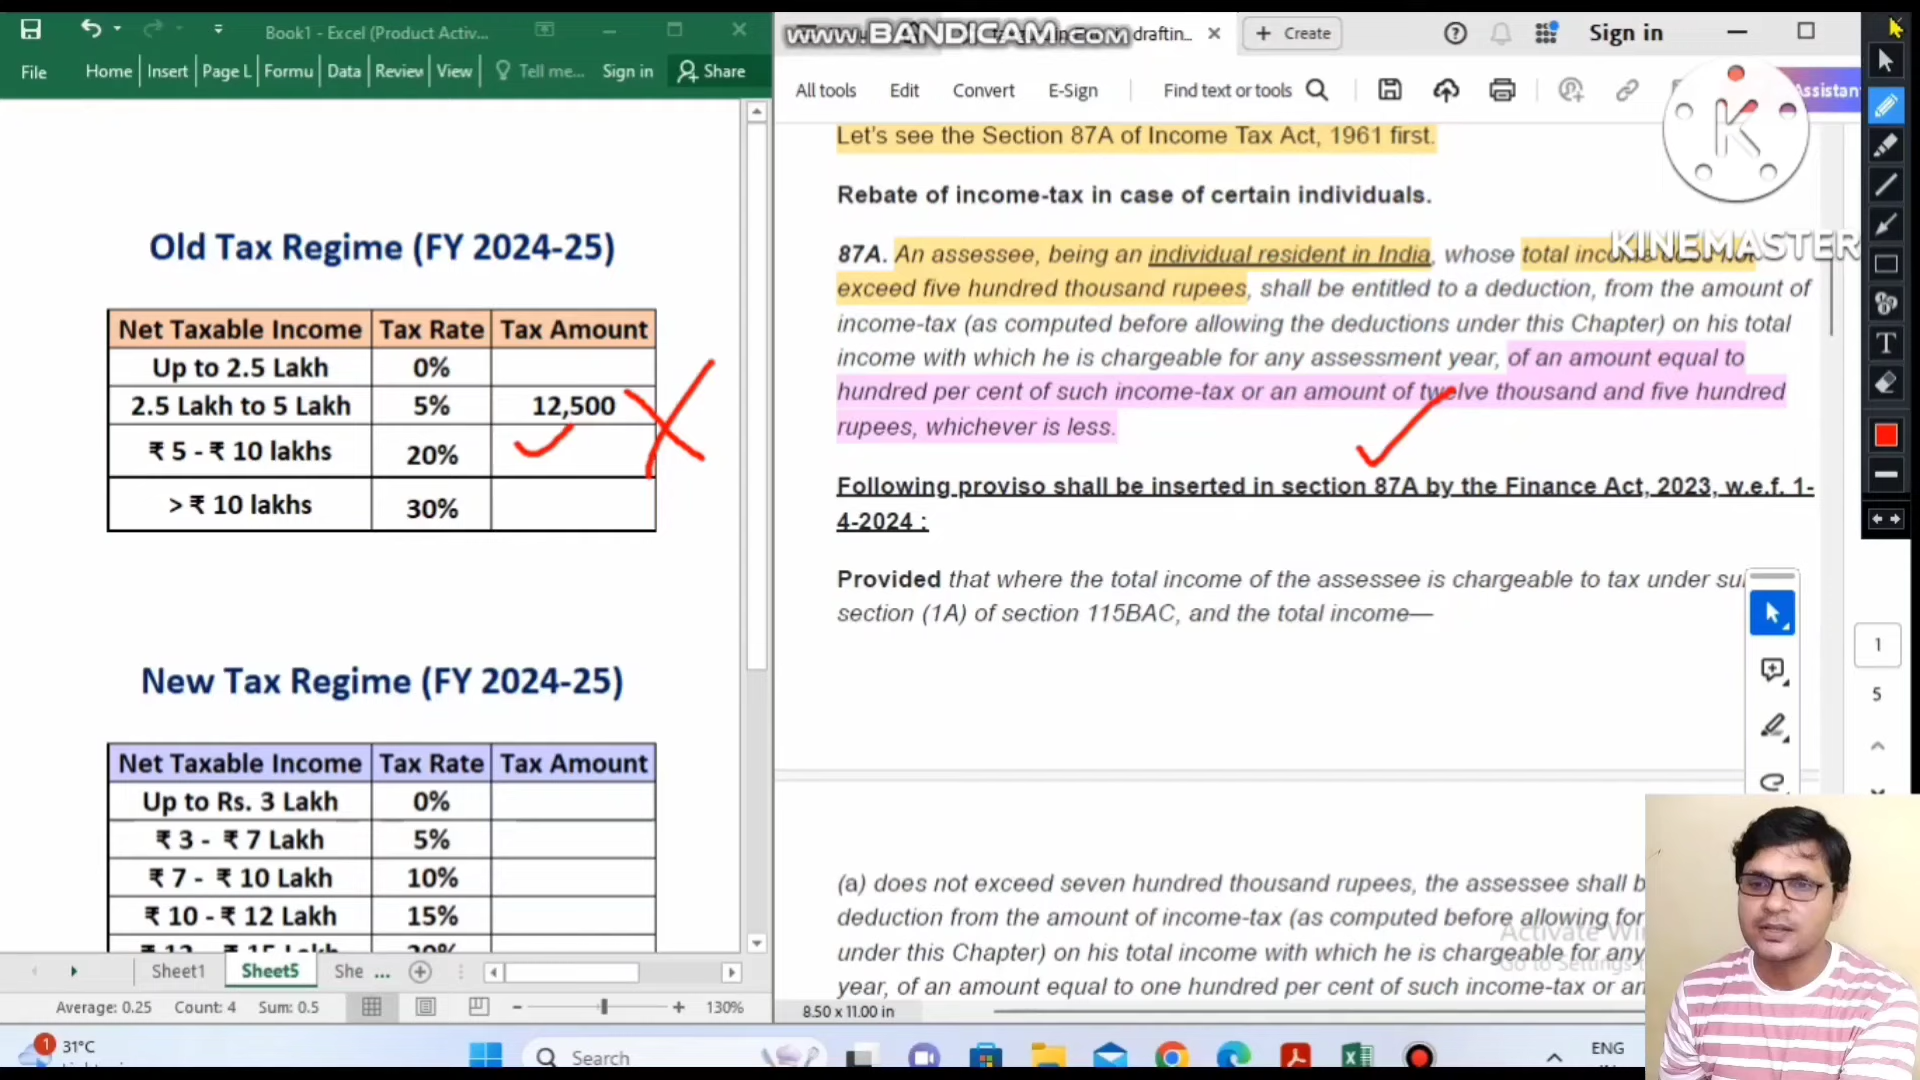 Book1 - Excel (Product Activ...
File Home Insert Page L Formu Data Review View Tell me... Sign in Share
Old Tax Regime (FY 2024-25)
Net Taxable Income Tax Rate Tax Amount
Up to 2.5 Lakh 0%
2.5 Lakh to 5 Lakh 5% 12,500
₹ 5 - ₹ 10 lakhs 20%
> ₹ 10 lakhs 30%
New Tax Regime (FY 2024-25)
Net Taxable Income Tax Rate Tax Amount
Up to Rs. 3 Lakh 0%
₹ 3 - ₹ 7 Lakh 5%
₹ 7 - ₹ 10 Lakh 10%
₹ 10 - ₹ 12 Lakh 15%
Sheet1 Sheet5 She ...
Average: 0.25 Count: 4 Sum: 0.5 130%
www.BANDICAM.com draftin... Create Sign in
All tools Edit Convert E-Sign Find text or tools Assistan
K
KINEMASTER
Let's see the Section 87A of Income Tax Act, 1961 first.
Rebate of income-tax in case of certain individuals.
87A. An assessee, being an individual resident in India, whose total
exceed five hundred thousand rupees, shall be entitled to a deduction, from the amount of
income-tax (as computed before allowing the deductions under this Chapter) on his total
income with which he is chargeable for any assessment year, of an amount equal to
hundred per cent of such income-tax or an amount of twelve thousand and five hundred
rupees, whichever is less.
Following proviso shall be inserted in section 87A by the Finance Act, 2023, w.e.f. 1-
4-2024 :
Provided that where the total income of the assessee is chargeable to tax under
section (1A) of section 115BAC, and the total income—
1
5
(a) does not exceed seven hundred thousand rupees, the assessee shall
deduction from the amount of income-tax (as computed before allowing for
under this Chapter) on his total income with which he is chargeable for any
year, of an amount equal to one hundred per cent of such income-tax or
8.50 x 11.00 in
1 31°C
Search
ENG